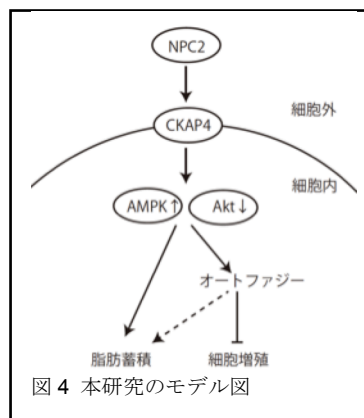 NPC2
細胞外
CKAP4
細胞内
AMPK↑ Akt↓
オートファジー
脂肪蓄積 細胞増殖
図 4 本研究のモデル図